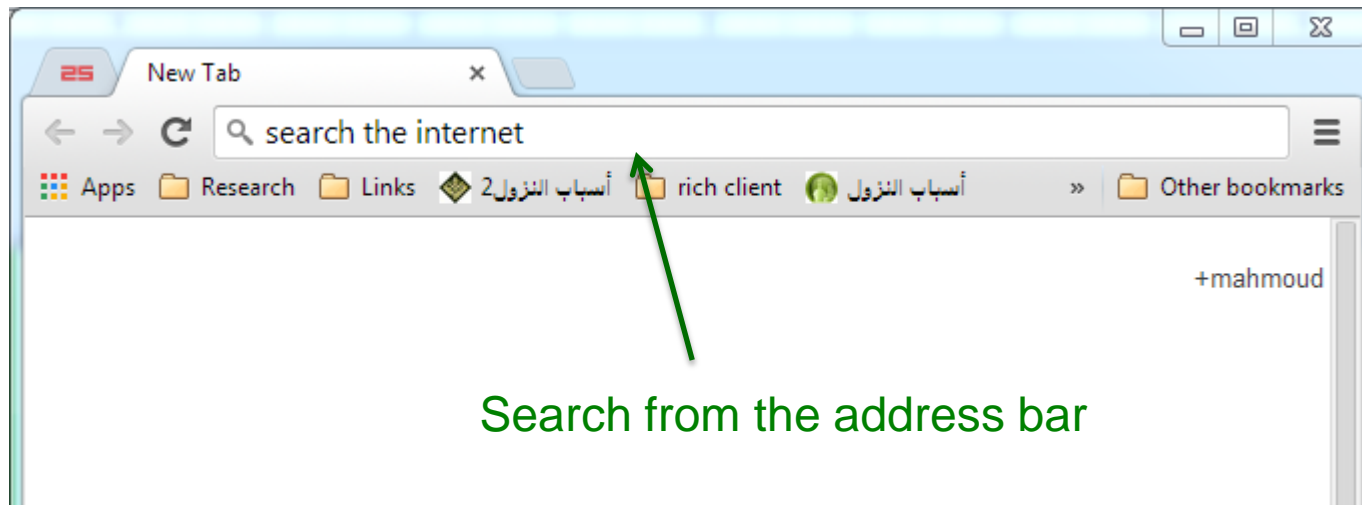 25 New Tab
search the internet
Apps Research Links أسباب النزول2 rich client أسباب النزول » Other bookmarks
+mahmoud
Search from the address bar